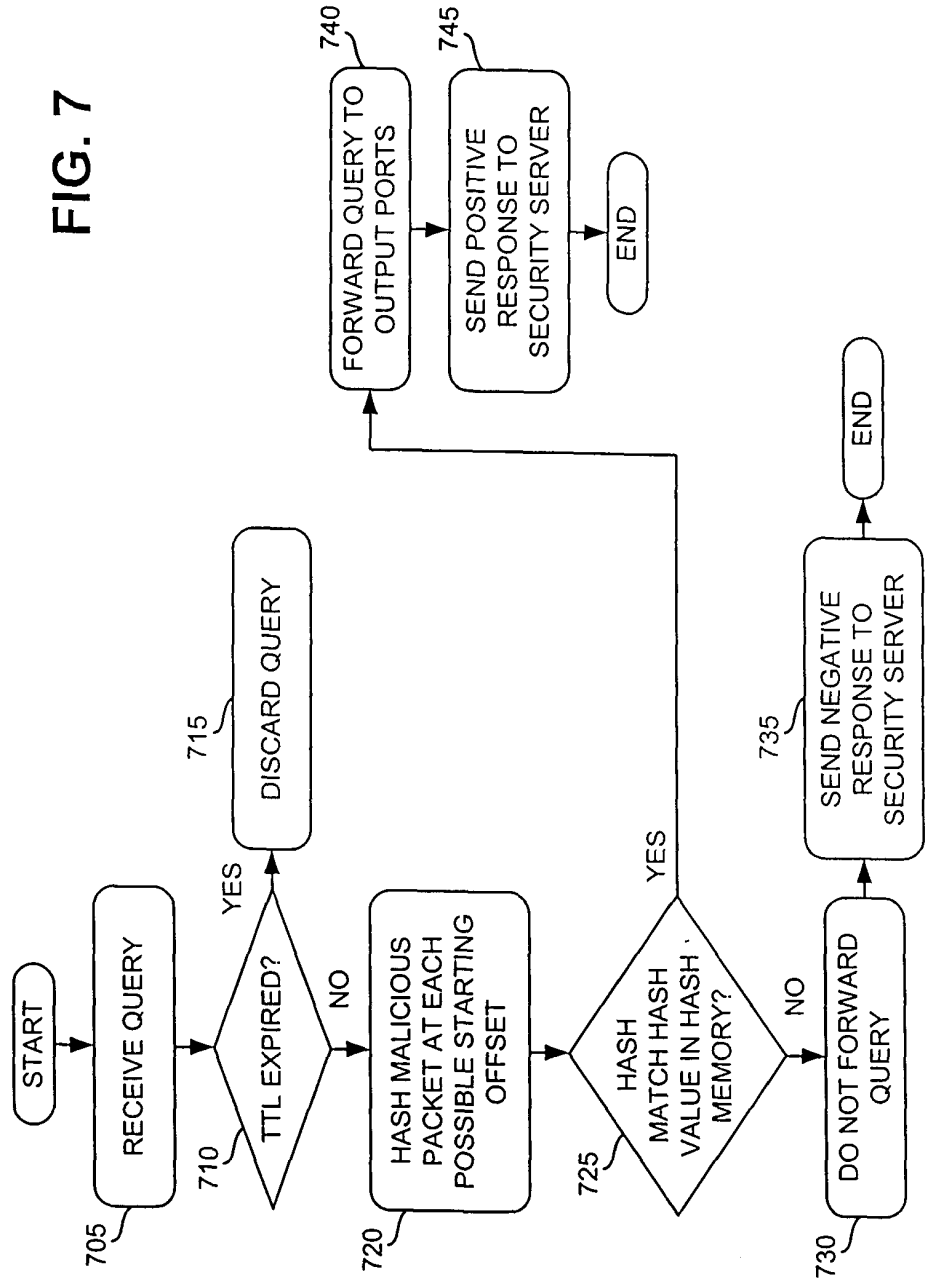 FIG. 7
START
RECEIVE QUERY
705
TTL EXPIRED?
710
YES
DISCARD QUERY
715
NO
HASH MALICIOUS
PACKET AT EACH
POSSIBLE STARTING
OFFSET
720
HASH
MATCH HASH
VALUE IN HASH
MEMORY?
725
YES
FORWARD QUERY TO
OUTPUT PORTS
740
SEND POSITIVE
RESPONSE TO
SECURITY SERVER
745
END
NO
DO NOT FORWARD
QUERY
730
SEND NEGATIVE
RESPONSE TO
SECURITY SERVER
735
END